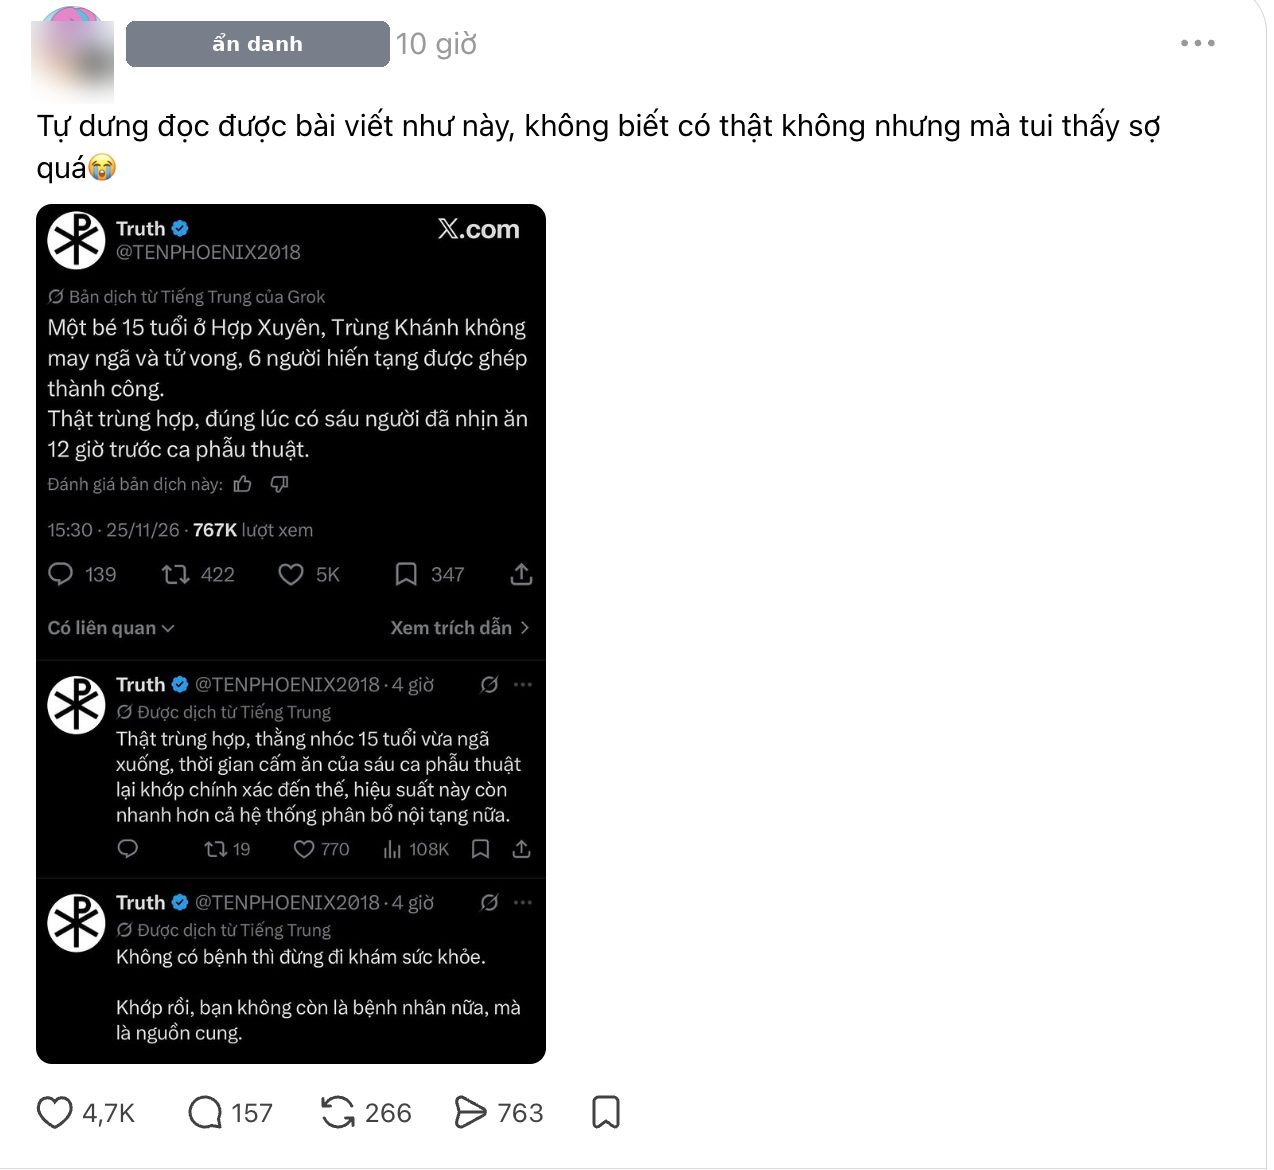 ẩn danh 10 giờ
Tự dưng đọc được bài viết như này, không biết có thật không nhưng mà tui thấy sợ
quá😭
Truth
X.com
@TENPHOENIX2018
Bản dịch từ Tiếng Trung của Grok
Một bé 15 tuổi ở Hợp Xuyên, Trùng Khánh không
may ngã và tử vong, 6 người hiến tạng được ghép
thành công.
Thật trùng hợp, đúng lúc có sáu người đã nhịn ăn
12 giờ trước ca phẫu thuật.
Đánh giá bản dịch này:
15:30 · 25/11/26 · 767K lượt xem
139 422 5K 347
Có liên quan
Xem trích dẫn
Truth @TENPHOENIX2018 · 4 giờ
Được dịch từ Tiếng Trung
Thật trùng hợp, thằng nhóc 15 tuổi vừa ngã
xuống, thời gian cấm ăn của sáu ca phẫu thuật
lại khớp chính xác đến thế, hiệu suất này còn
nhanh hơn cả hệ thống phân bổ nội tạng nữa.
19 770 108K
Truth @TENPHOENIX2018 · 4 giờ
Được dịch từ Tiếng Trung
Không có bệnh thì đừng đi khám sức khỏe.
Khớp rồi, bạn không còn là bệnh nhân nữa, mà
là nguồn cung.
4,7K 157 266 763